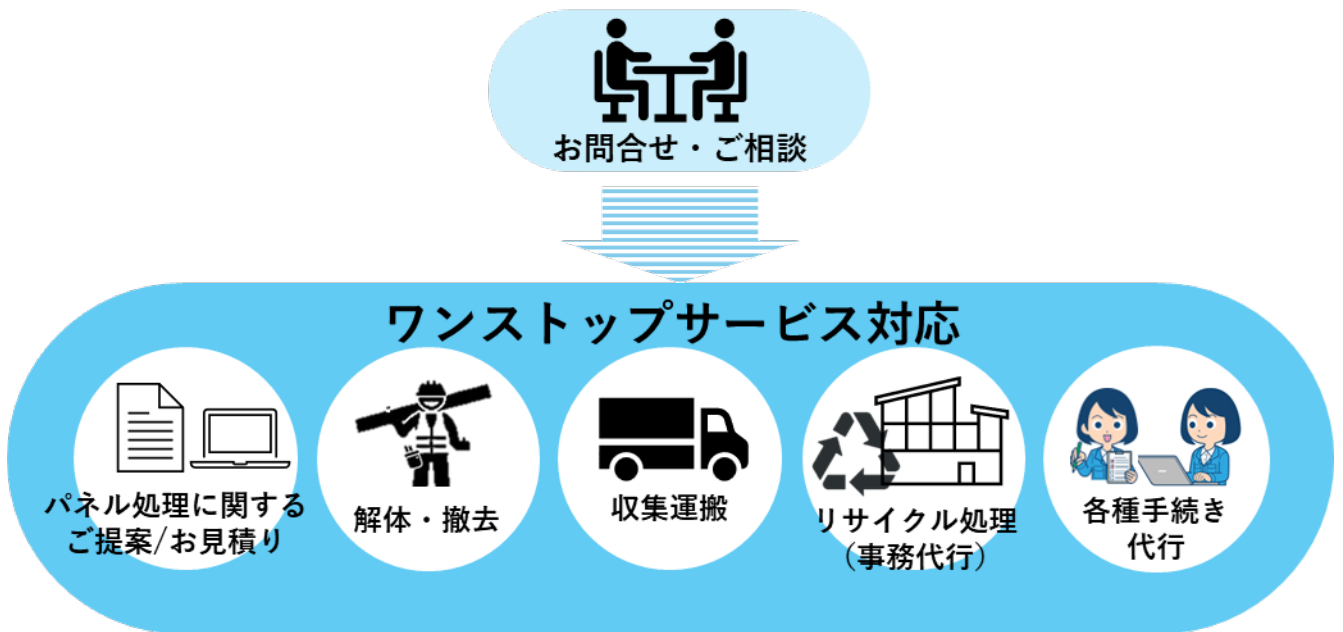 お問合せ・ご相談
ワンストップサービス対応
パネル処理に関する
ご提案/お見積り
解体・撤去
収集運搬
リサイクル処理
（事務代行）
各種手続き
代行